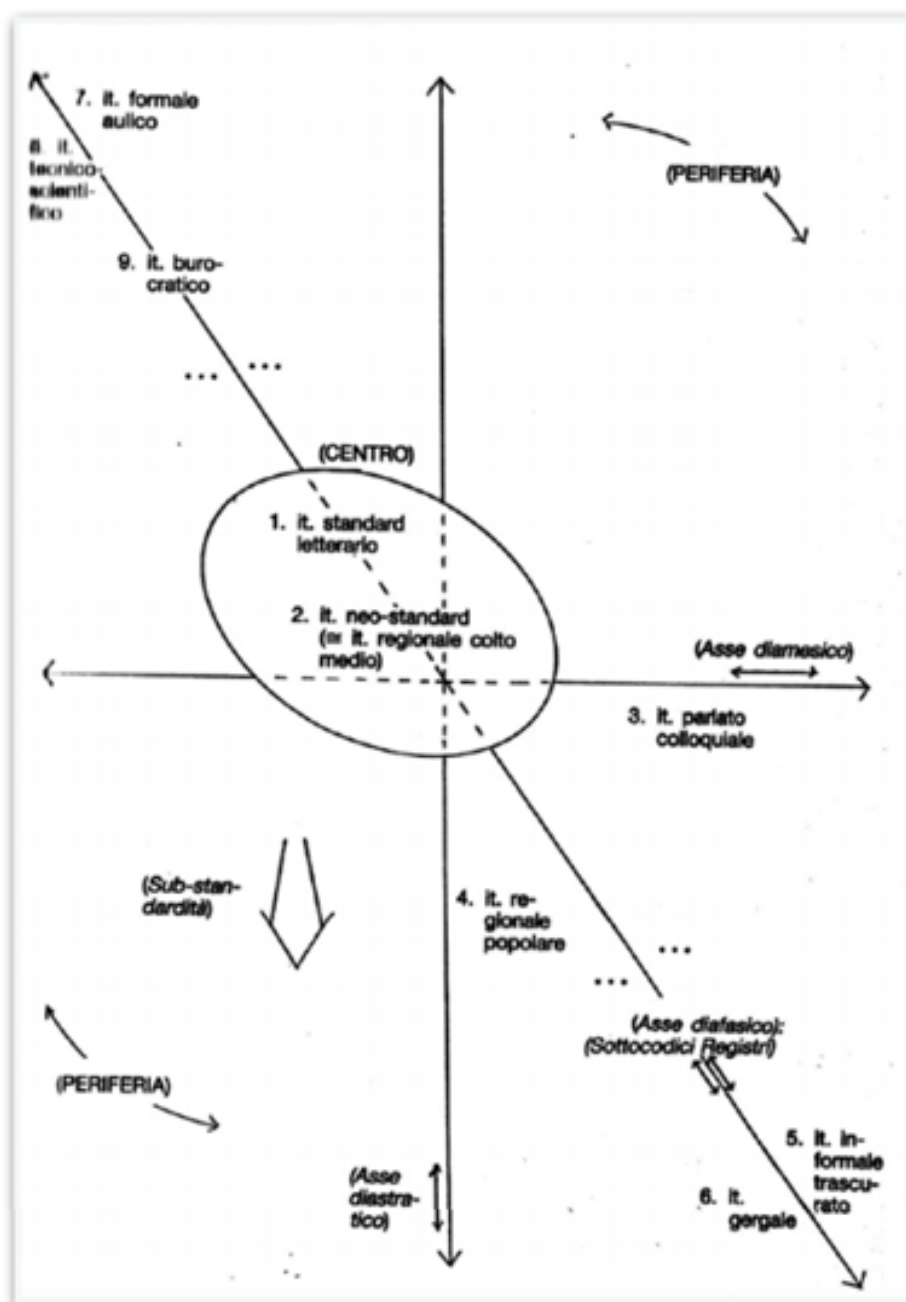 7. it. formale
aulico
8. it.
tecnico-
scienti-
fico
(PERIFERIA)
9. it. buro-
cratico
... ...
(CENTRO)
1. it. standard
letterario
2. it. neo-standard
(≅ it. regionale colto
medio)
(Asse diamesico)
3. it. parlato
colloquiale
(Sub-stan-
dardità)
4. it. re-
gionale
popolare
... ...
(Asse diafasico):
(Sottocodici Registri)
(PERIFERIA)
(Asse
diastra-
tico)
5. it. in-
formale
trascu-
rato
6. it.
gergale